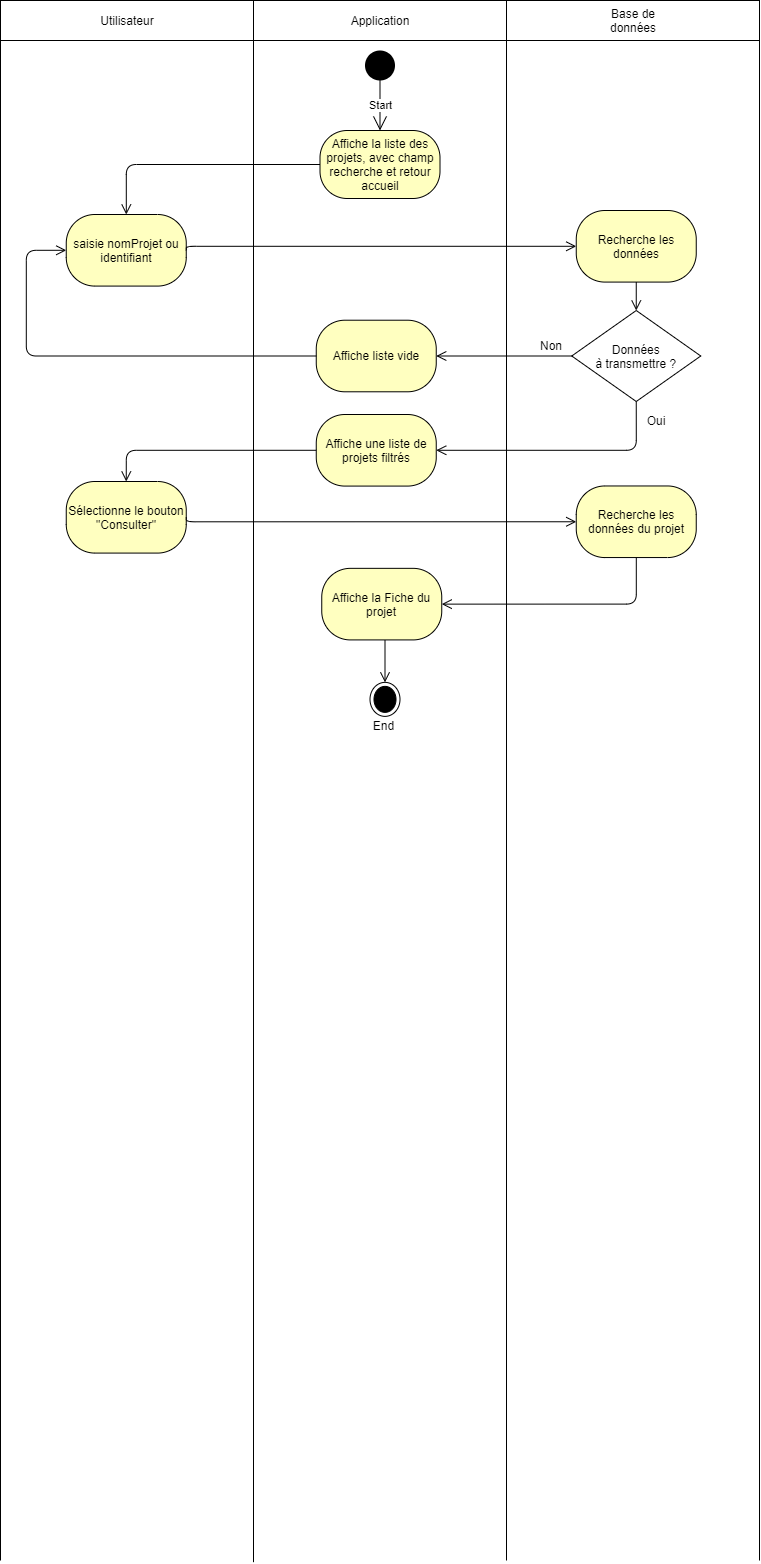 Utilisateur
Application
Base de
données
Start
Affiche la liste des
projets, avec champ
recherche et retour
accueil
saisie nomProjet ou
identifiant
Recherche les
données
Affiche liste vide
Non
Données
à transmettre ?
Oui
Affiche une liste de
projets filtrés
Sélectionne le bouton
"Consulter"
Recherche les
données du projet
Affiche la Fiche du
projet
End